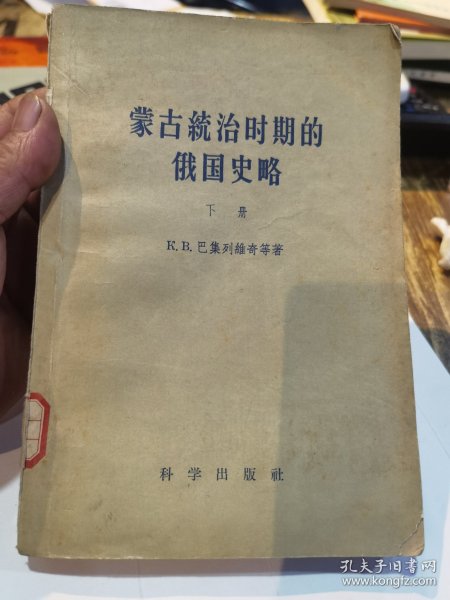 蒙古統治时期的
俄国史略
下册
К.В.巴集列維奇等著
科学出版社
孔夫子旧书网
www.kongfz.com